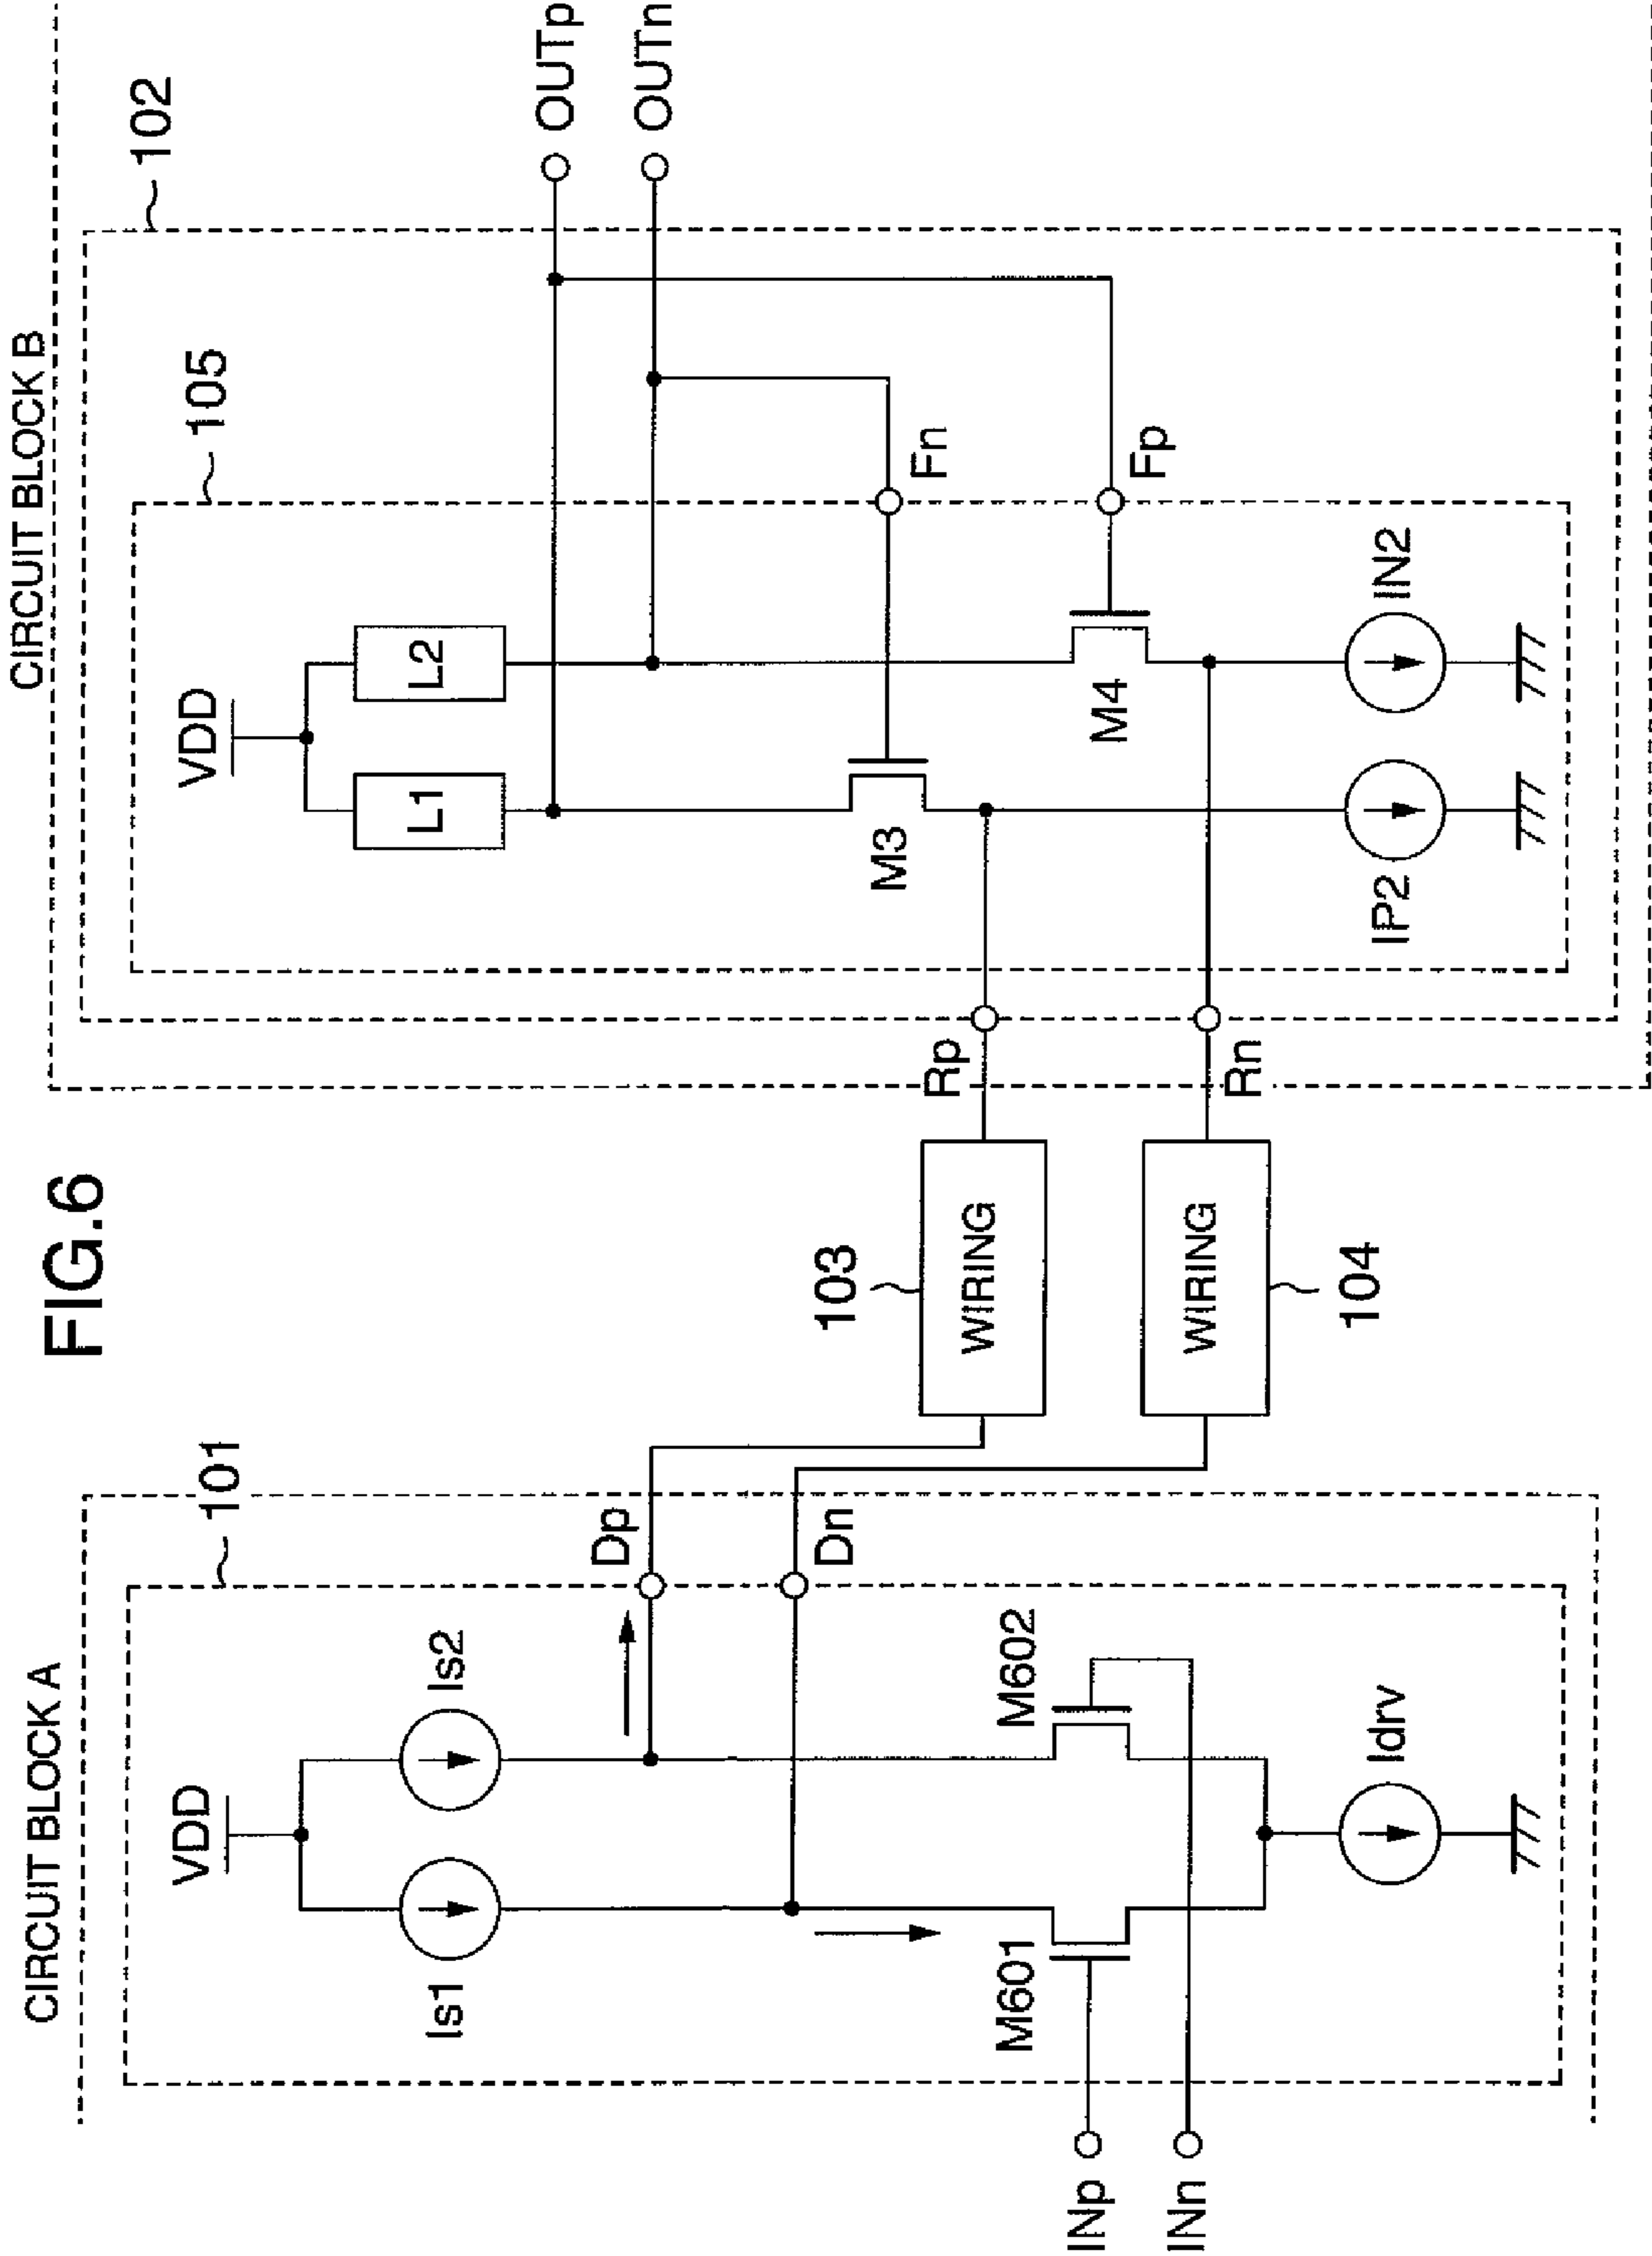 FIG.6
CIRCUIT BLOCK A
101
VDD
Is1
Is2
Dp
Dn
M601
M602
INp
INn
Idrv
103
WIRING
WIRING
104
CIRCUIT BLOCK B
102
105
VDD
L1
L2
OUTp
OUTn
M3
Fn
M4
Fp
Rp
Rn
IP2
IN2